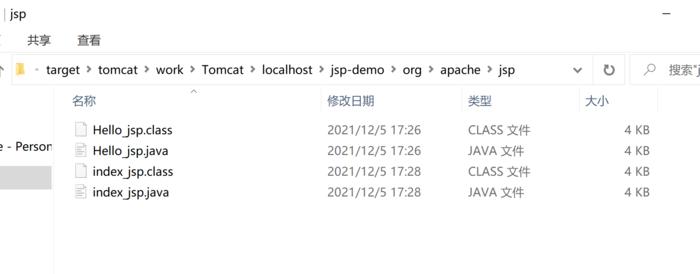 jsp
共享 查看
target › tomcat › work › Tomcat › localhost › jsp-demo › org › apache › jsp 搜索"j
名称 修改日期 类型 大小
Hello_jsp.class 2021/12/5 17:26 CLASS 文件 4 KB
e - Person Hello_jsp.java 2021/12/5 17:26 JAVA 文件 4 KB
index_jsp.class 2021/12/5 17:28 CLASS 文件 4 KB
index_jsp.java 2021/12/5 17:28 JAVA 文件 4 KB